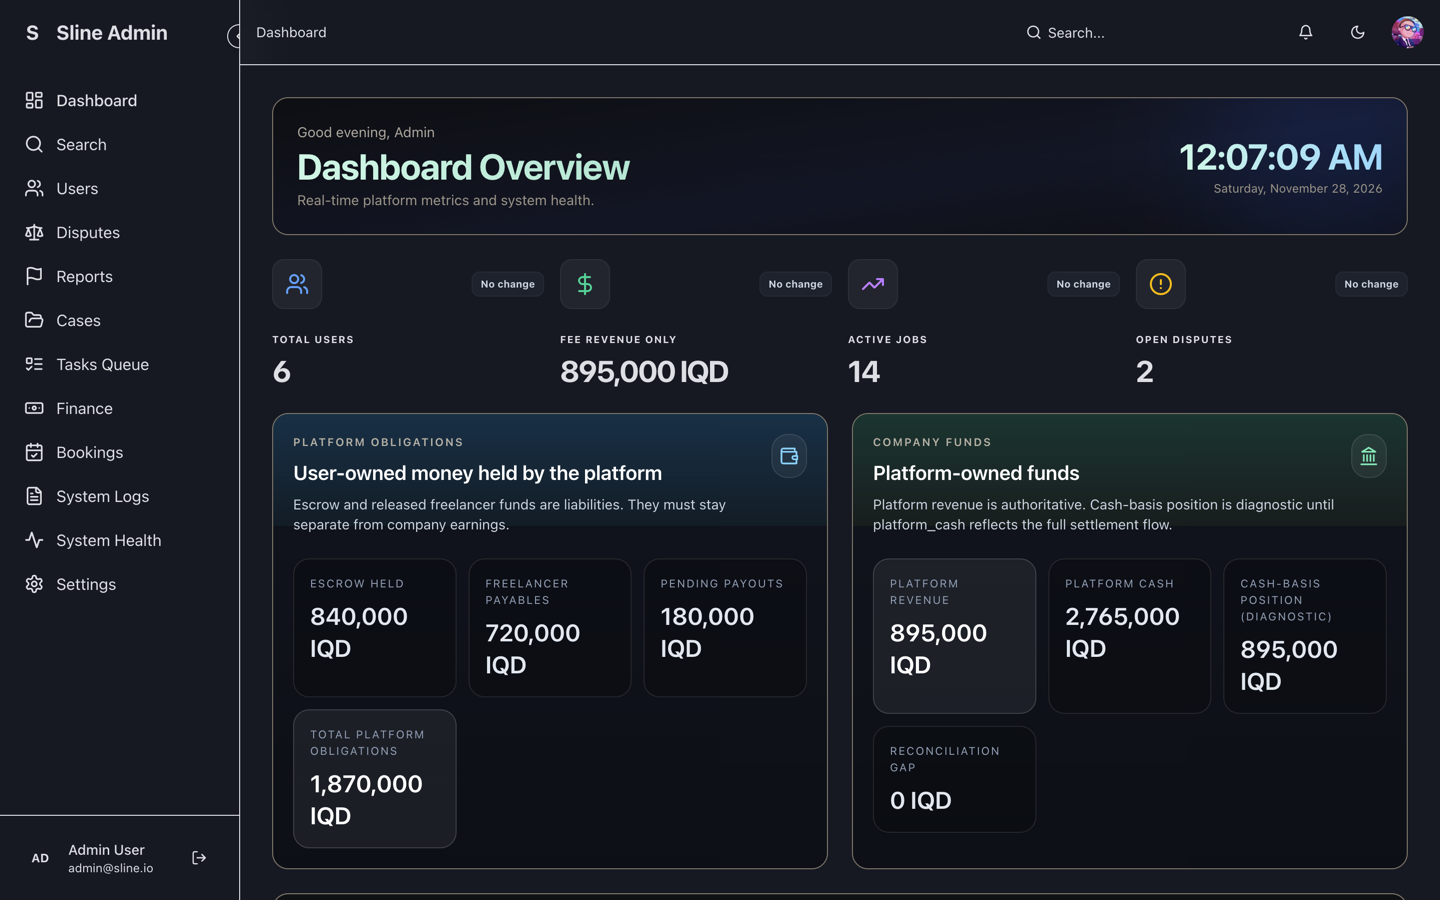 S Sline Admin
Dashboard
Search
Users
Disputes
Reports
Cases
Tasks Queue
Finance
Bookings
System Logs
System Health
Settings
AD
Admin User
admin@sline.io
Dashboard
Search...
Good evening, Admin
Dashboard Overview
Real-time platform metrics and system health.
12:07:09 AM
Saturday, November 28, 2026
No change
TOTAL USERS
6
No change
FEE REVENUE ONLY
895,000 IQD
No change
ACTIVE JOBS
14
No change
OPEN DISPUTES
2
PLATFORM OBLIGATIONS
User-owned money held by the platform
Escrow and released freelancer funds are liabilities. They must stay
separate from company earnings.
ESCROW HELD
840,000
IQD
FREELANCER
PAYABLES
720,000
IQD
PENDING PAYOUTS
180,000
IQD
TOTAL PLATFORM
OBLIGATIONS
1,870,000
IQD
COMPANY FUNDS
Platform-owned funds
Platform revenue is authoritative. Cash-basis position is diagnostic until
platform_cash reflects the full settlement flow.
PLATFORM
REVENUE
895,000
IQD
PLATFORM CASH
2,765,000
IQD
CASH-BASIS
POSITION
(DIAGNOSTIC)
895,000
IQD
RECONCILIATION
GAP
0 IQD